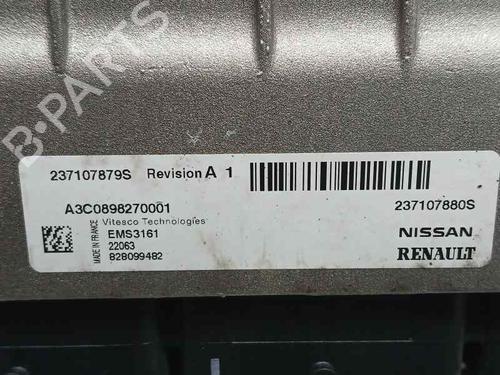 B-PARTS
237107879S Revision A 1
A3C0898270001 237107880S
Vitesco Technologies
MADE IN FRANCE
EMS3161 NISSAN
22063 RENAULT
828099482